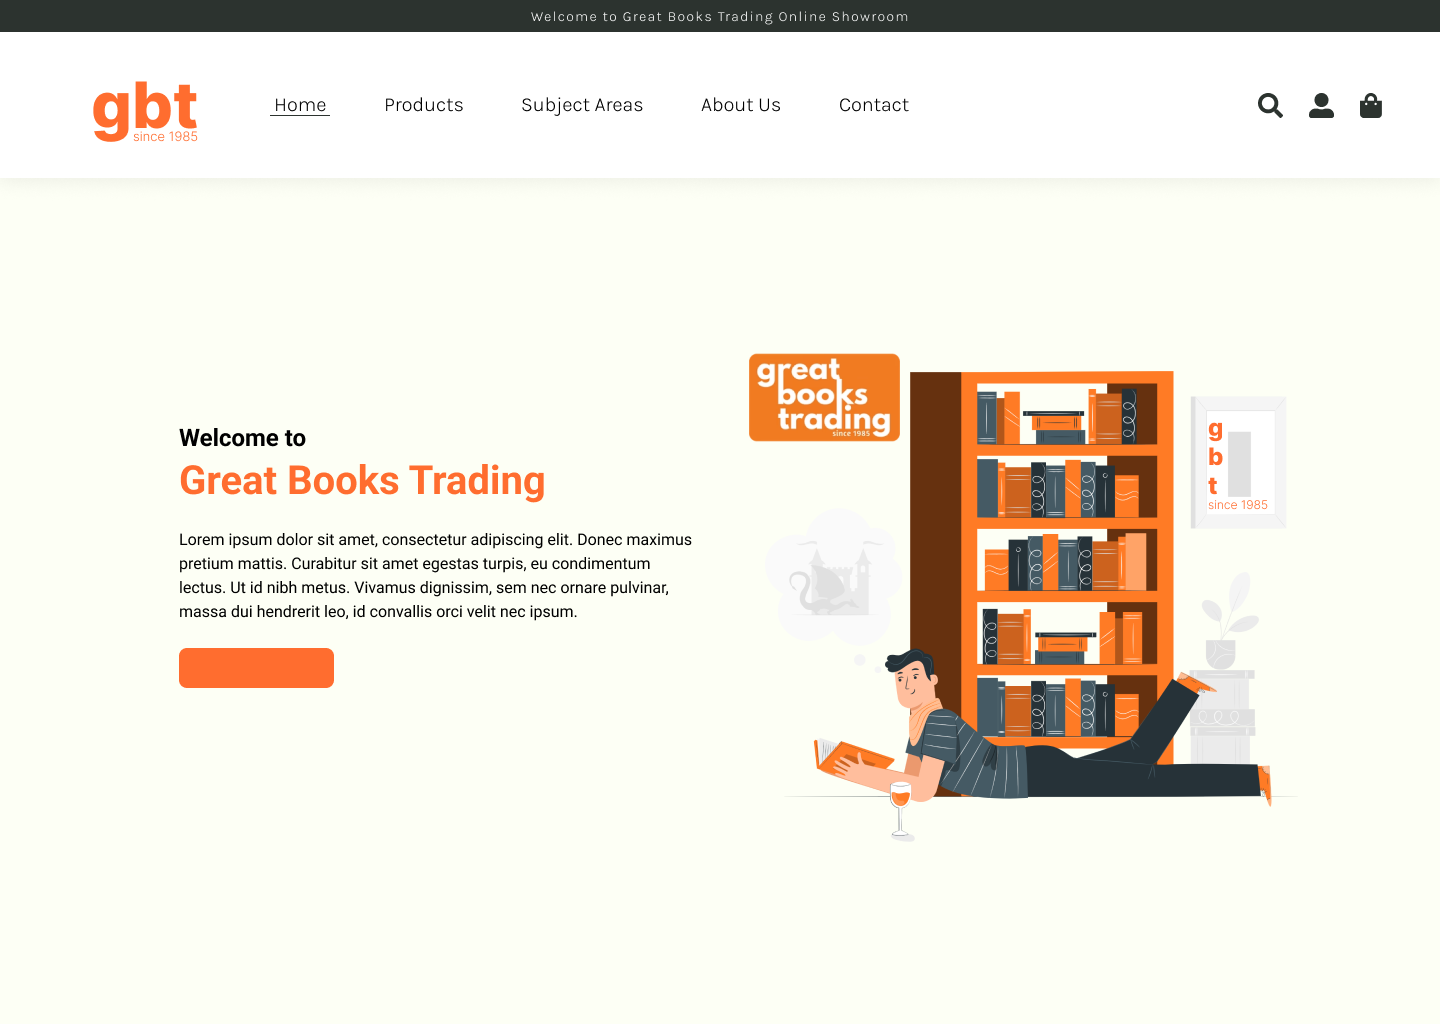 Welcome to Great Books Trading Online Showroom
gbt
since 1985
Home
Products
Subject Areas
About Us
Contact
Welcome to
Great Books Trading
Lorem ipsum dolor sit amet, consectetur adipiscing elit. Donec maximus
pretium mattis. Curabitur sit amet egestas turpis, eu condimentum
lectus. Ut id nibh metus. Vivamus dignissim, sem nec ornare pulvinar,
massa dui hendrerit leo, id convallis orci velit nec ipsum.
great
books
trading
since 1985
g
b
t
since 1985